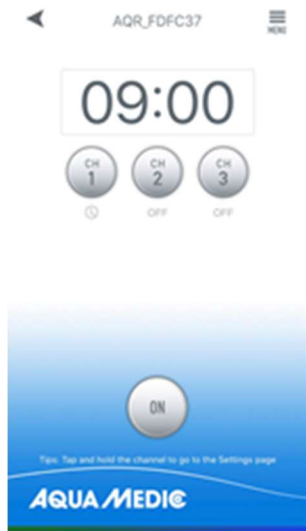 AQR_FDFC37
MENU
09:00
CH 1
CH 2
CH 3
OFF
OFF
ON
Tips: Tap and hold the channel to go to the Settings page
AQUA MEDIC